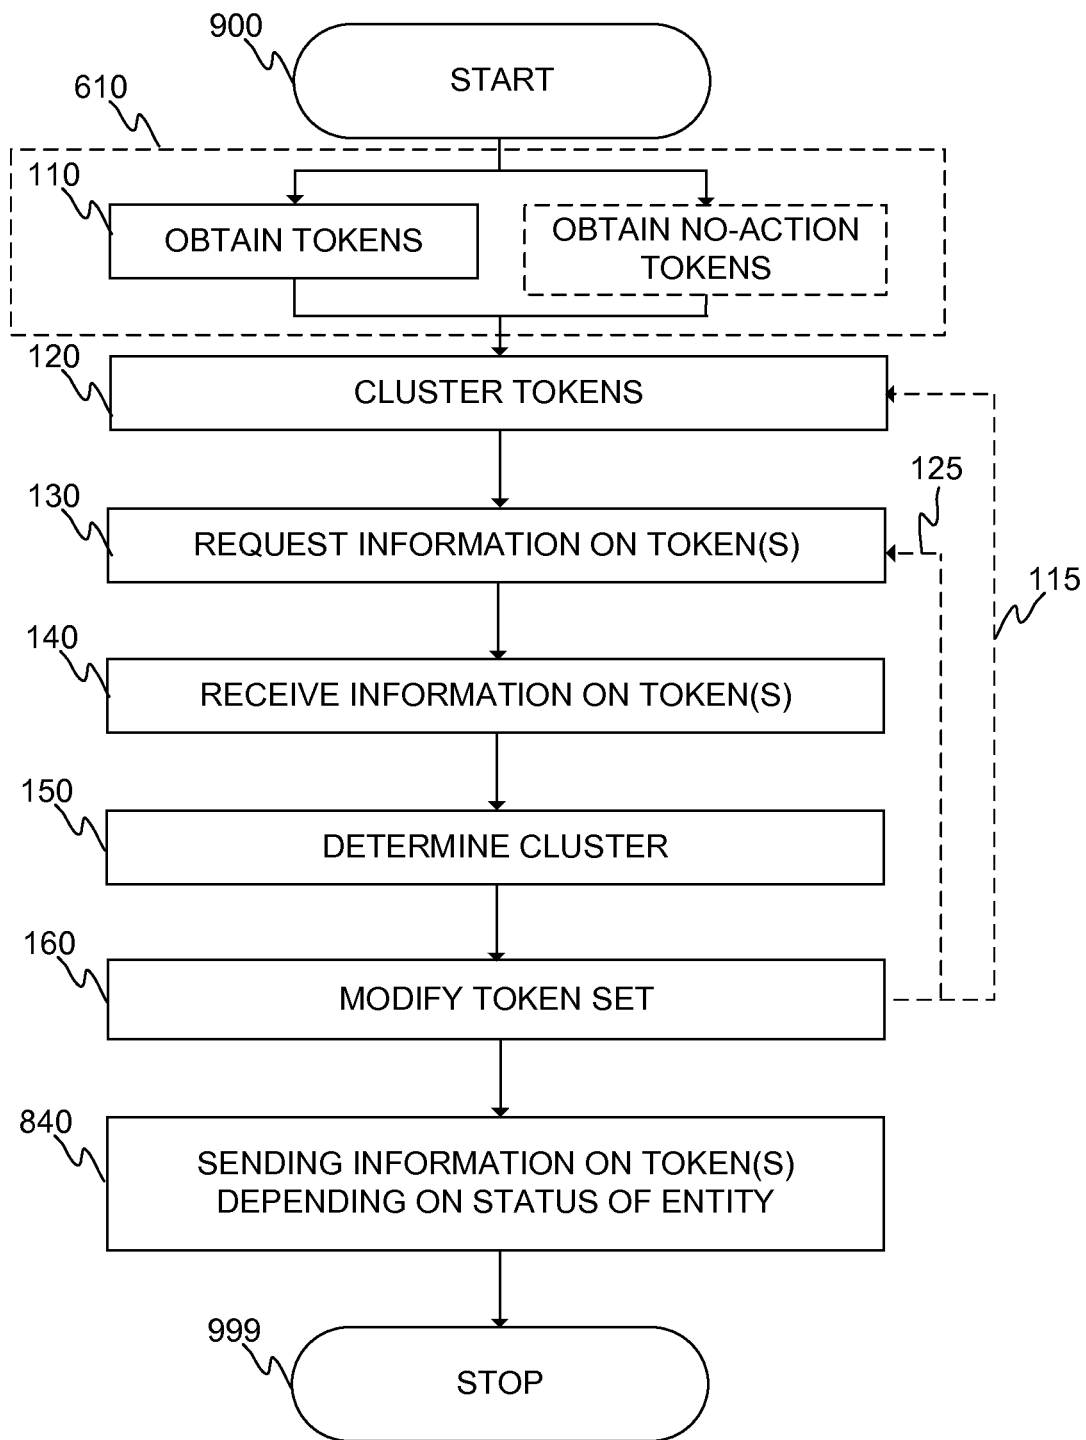 900
START
610
110
OBTAIN TOKENS
OBTAIN NO-ACTION
TOKENS
120
CLUSTER TOKENS
125
130
REQUEST INFORMATION ON TOKEN(S)
115
140
RECEIVE INFORMATION ON TOKEN(S)
150
DETERMINE CLUSTER
160
MODIFY TOKEN SET
840
SENDING INFORMATION ON TOKEN(S)
DEPENDING ON STATUS OF ENTITY
999
STOP